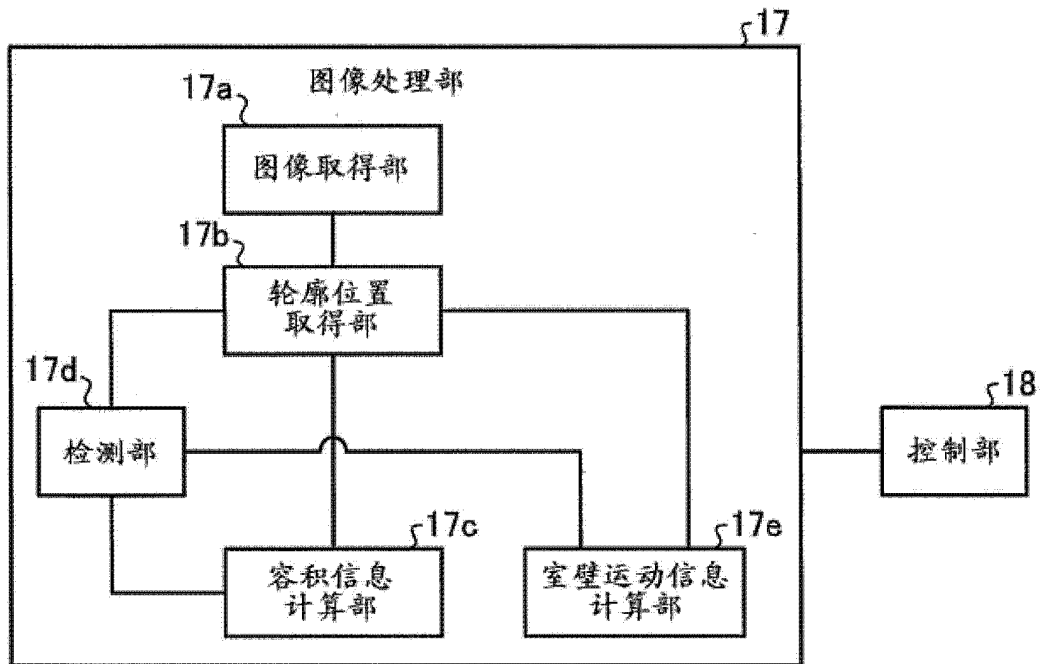 17
图像处理部
17a
图像取得部
17b
轮廓位置
取得部
17d
18
检测部
控制部
17c
17e
容积信息
计算部
室壁运动信息
计算部